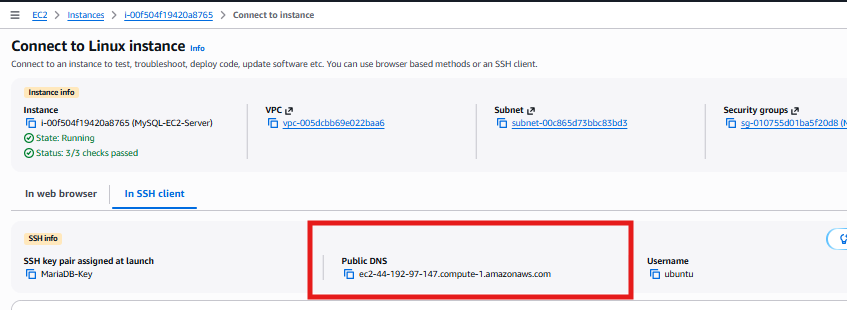 EC2 > Instances > i-00f504f19420a8765 > Connect to instance
Connect to Linux instance Info
Connect to an instance to test, troubleshoot, deploy code, update software etc. You can use browser based methods or an SSH client.
Instance info
Instance
i-00f504f19420a8765 (MySQL-EC2-Server)
State: Running
Status: 3/3 checks passed
VPC
vpc-005dcbb69e022baa6
Subnet
subnet-00c865d73bbc83bd3
Security groups
sg-010755d01ba5f20d8 (M
In web browser
In SSH client
SSH info
SSH key pair assigned at launch
MariaDB-Key
Public DNS
ec2-44-192-97-147.compute-1.amazonaws.com
Username
ubuntu